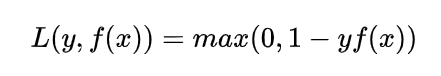 L(y, f(x)) = max(0, 1 − yf(x))